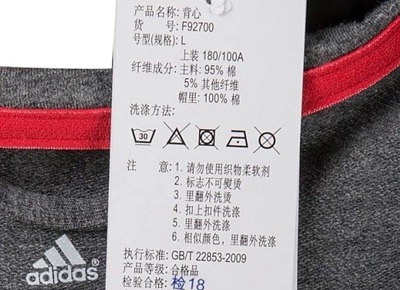 产品名称: 背心
货 号: F92700
号型(规格): L
上装 180/100A
纤维成分: 主料: 95% 棉
5% 其他纤维
帽里: 100% 棉
洗涤方法:
30
注 意: 1. 请勿使用织物柔软剂
2. 标志不可熨烫
3. 里翻外洗烫
4. 扣上扣件洗涤
5. 里翻外洗涤
6. 相似颜色，里翻外洗涤
执行标准: GB/T 22853-2009
产品等级: 合格品
检验合格: 检18
adidas